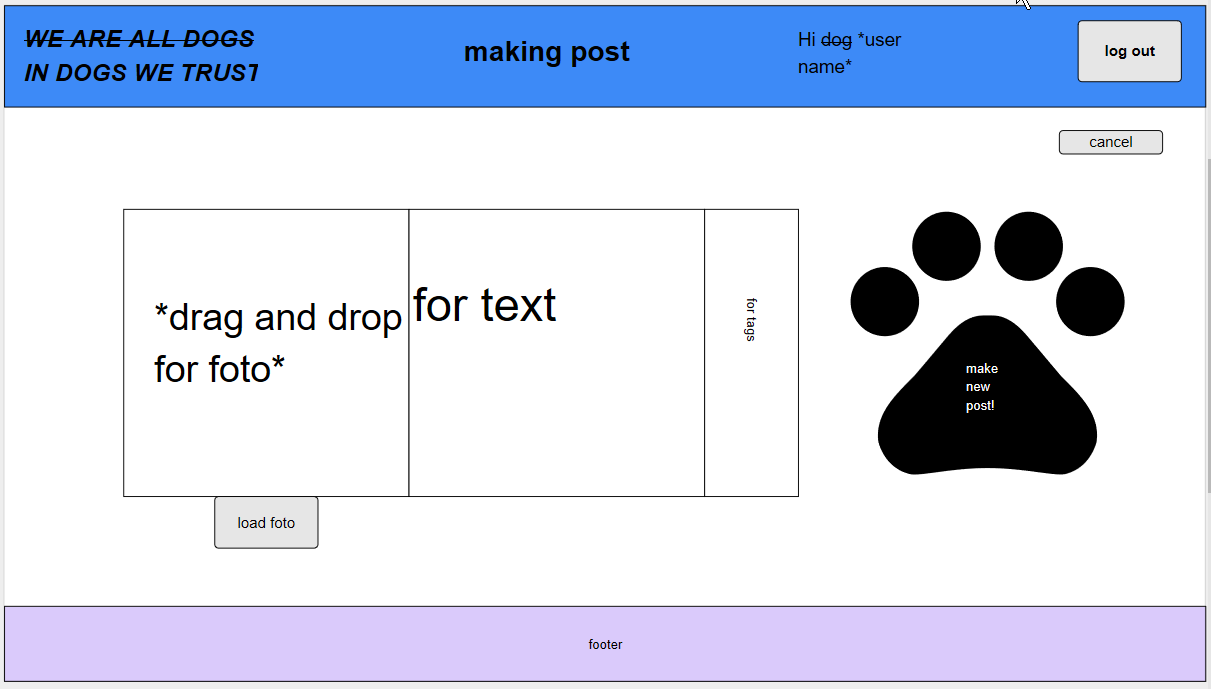 WE ARE ALL DOGS
IN DOGS WE TRUST
making post
Hi dog *user
name*
log out
cancel
*drag and drop
for foto*
for text
for tags
make
new
post!
load foto
footer